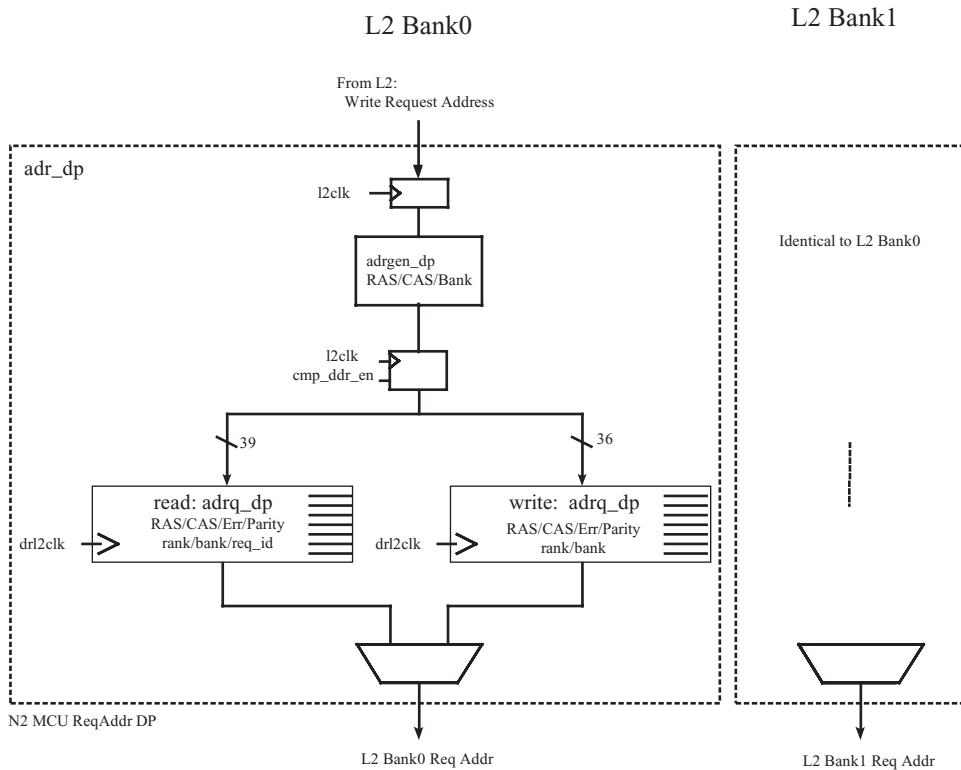 L2 Bank0
L2 Bank1
From L2:
Write Request Address
adr_dp
l2clk
Identical to L2 Bank0
adrgen_dp
RAS/CAS/Bank
l2clk
cmp_ddr_en
39
36
read: adrq_dp
RAS/CAS/Err/Parity
rank/bank/req_id
write: adrq_dp
RAS/CAS/Err/Parity
rank/bank
drl2clk
drl2clk
N2 MCU ReqAddr DP
L2 Bank0 Req Addr
L2 Bank1 Req Addr